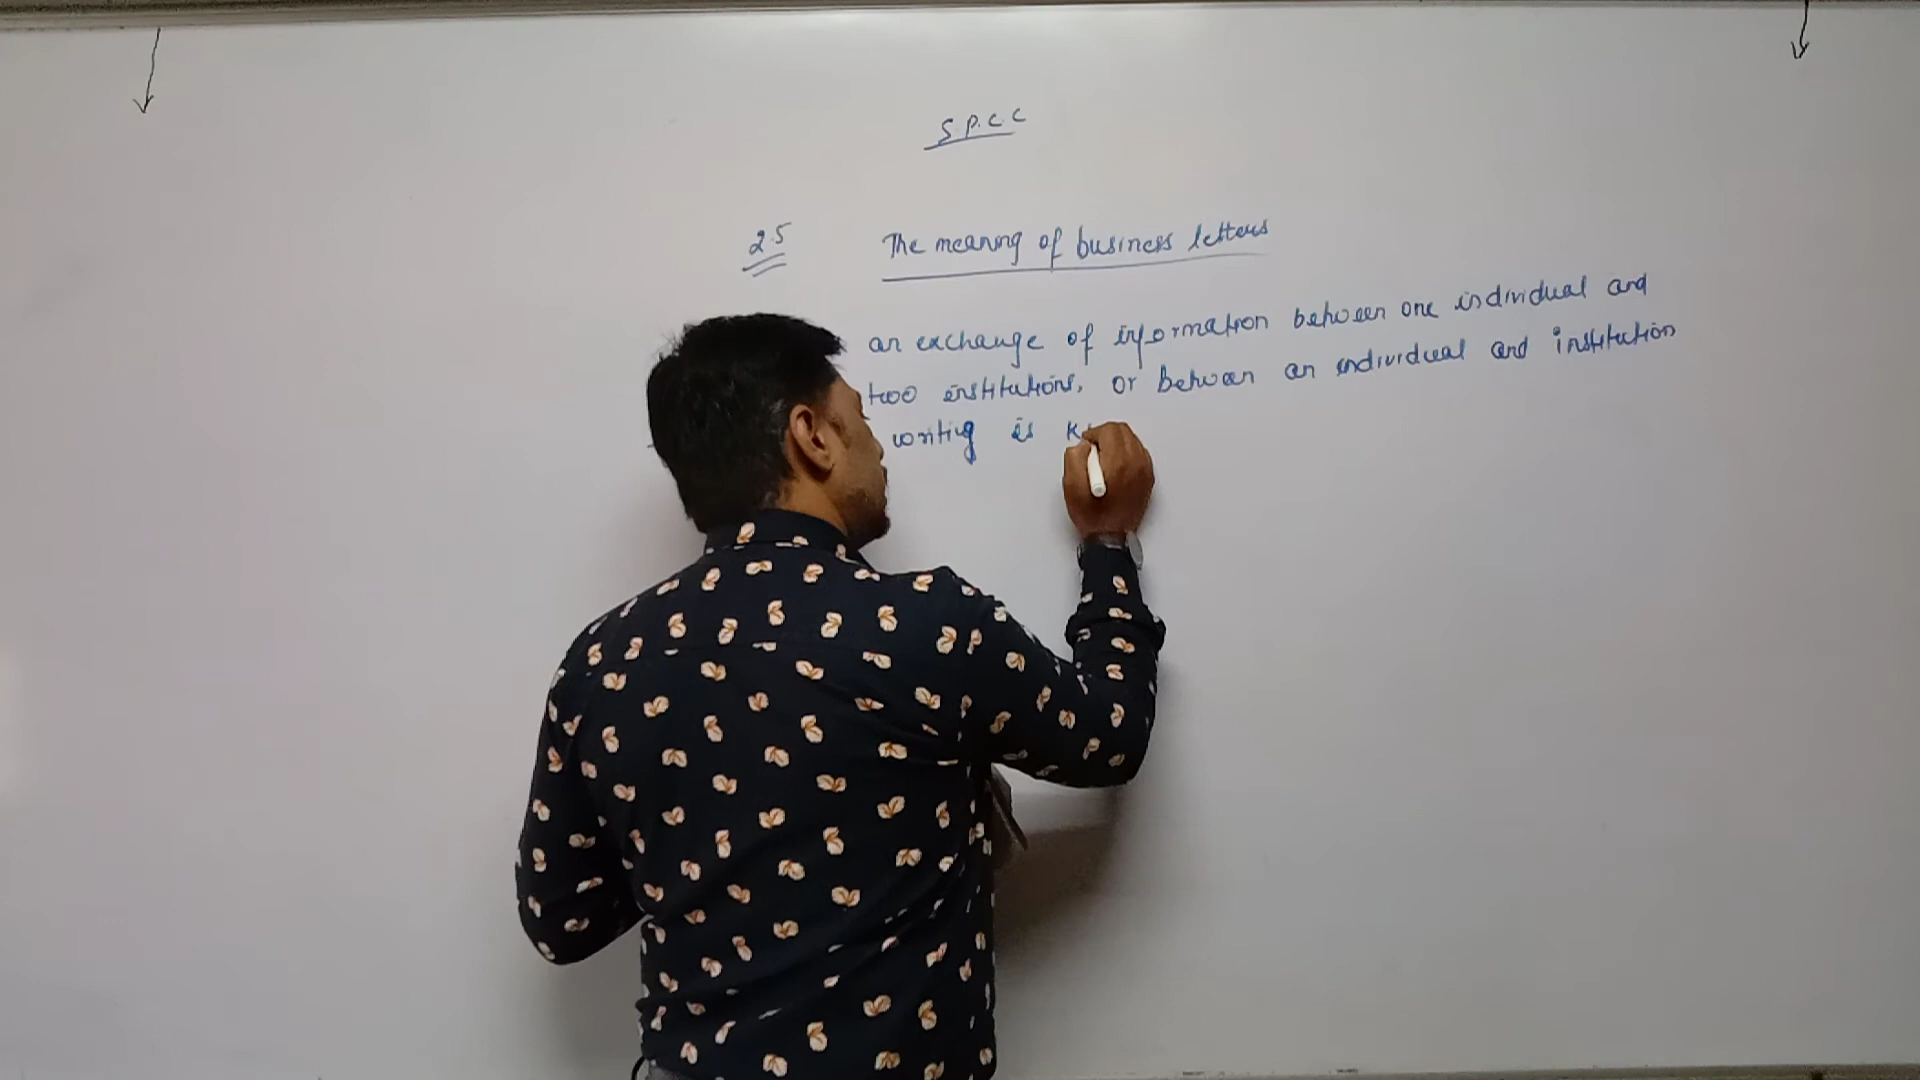 S.P.C.C
2.5 The meaning of business letters
an exchange of information between one individual and
two institutions, or between an individual and institution
writing is